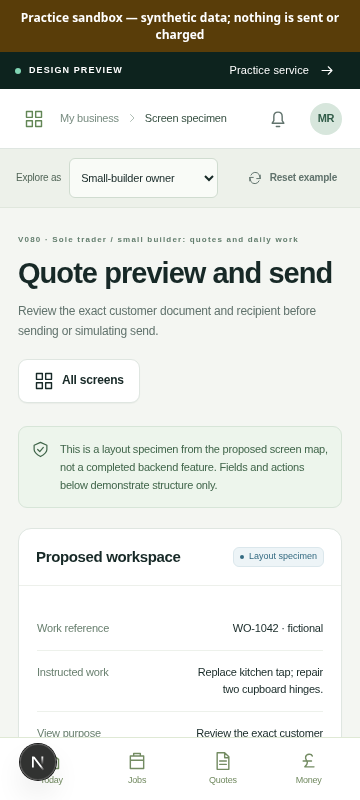 Practice sandbox — synthetic data; nothing is sent or
charged
DESIGN PREVIEW
Practice service
My business
Screen specimen
MR
Explore as
Small-builder owner
Reset example
V080 · Sole trader / small builder: quotes and daily work
Quote preview and send
Review the exact customer document and recipient before
sending or simulating send.
All screens
This is a layout specimen from the proposed screen map,
not a completed backend feature. Fields and actions
below demonstrate structure only.
Proposed workspace
Layout specimen
Work reference
WO-1042 · fictional
Instructed work
Replace kitchen tap; repair
two cupboard hinges.
View purpose
Review the exact customer
N
Jobs
Quotes
Money